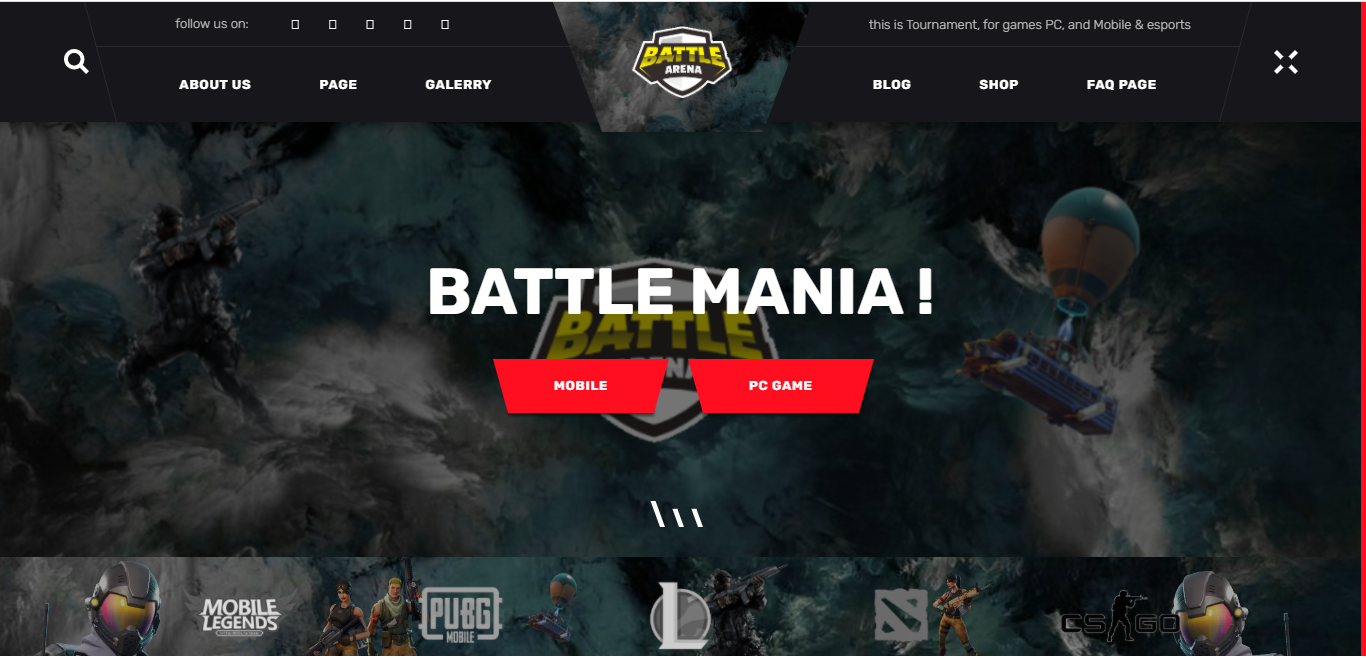 follow us on:
this is Tournament, for games PC, and Mobile & esports
ABOUT US
PAGE
GALERRY
BATTLE
ARENA
BLOG
SHOP
FAQ PAGE
BATTLE MANIA !
BATTLE
MOBILE
PC GAME
MOBILE
LEGENDS
PUBG
MOBILE
L
CS GO